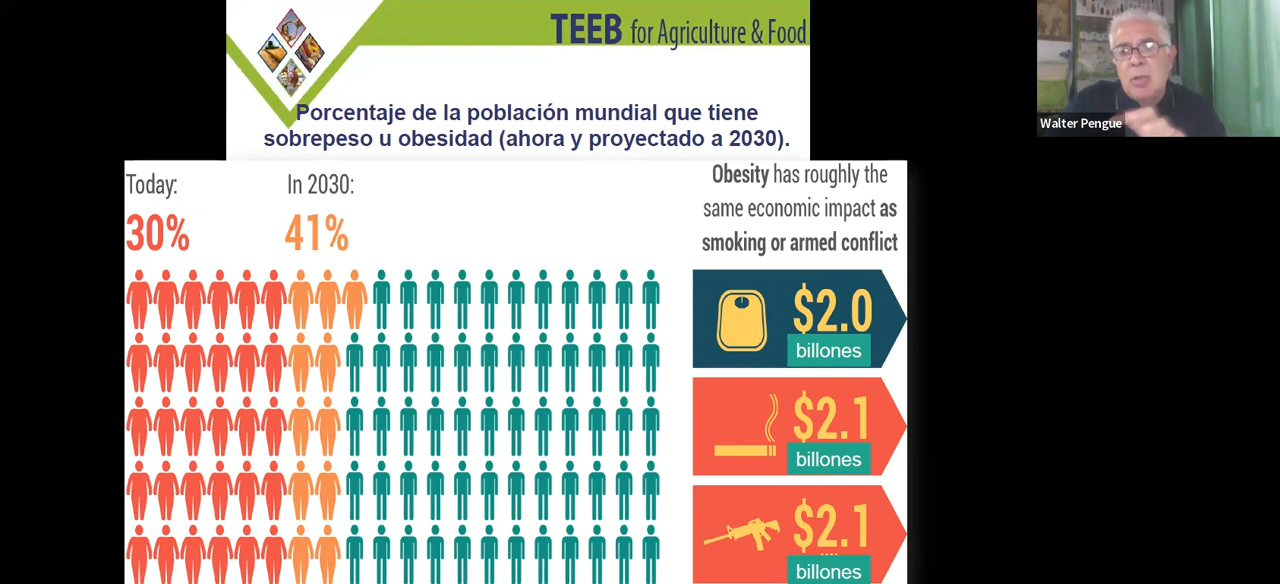 TEEB for Agriculture & Food
Walter Pengue
Porcentaje de la población mundial que tiene
sobrepeso u obesidad (ahora y proyectado a 2030).
Today:
30%
In 2030:
41%
Obesity has roughly the
same economic impact as
smoking or armed conflict
$2.0
billones
$2.1
billones
$2.1
billones